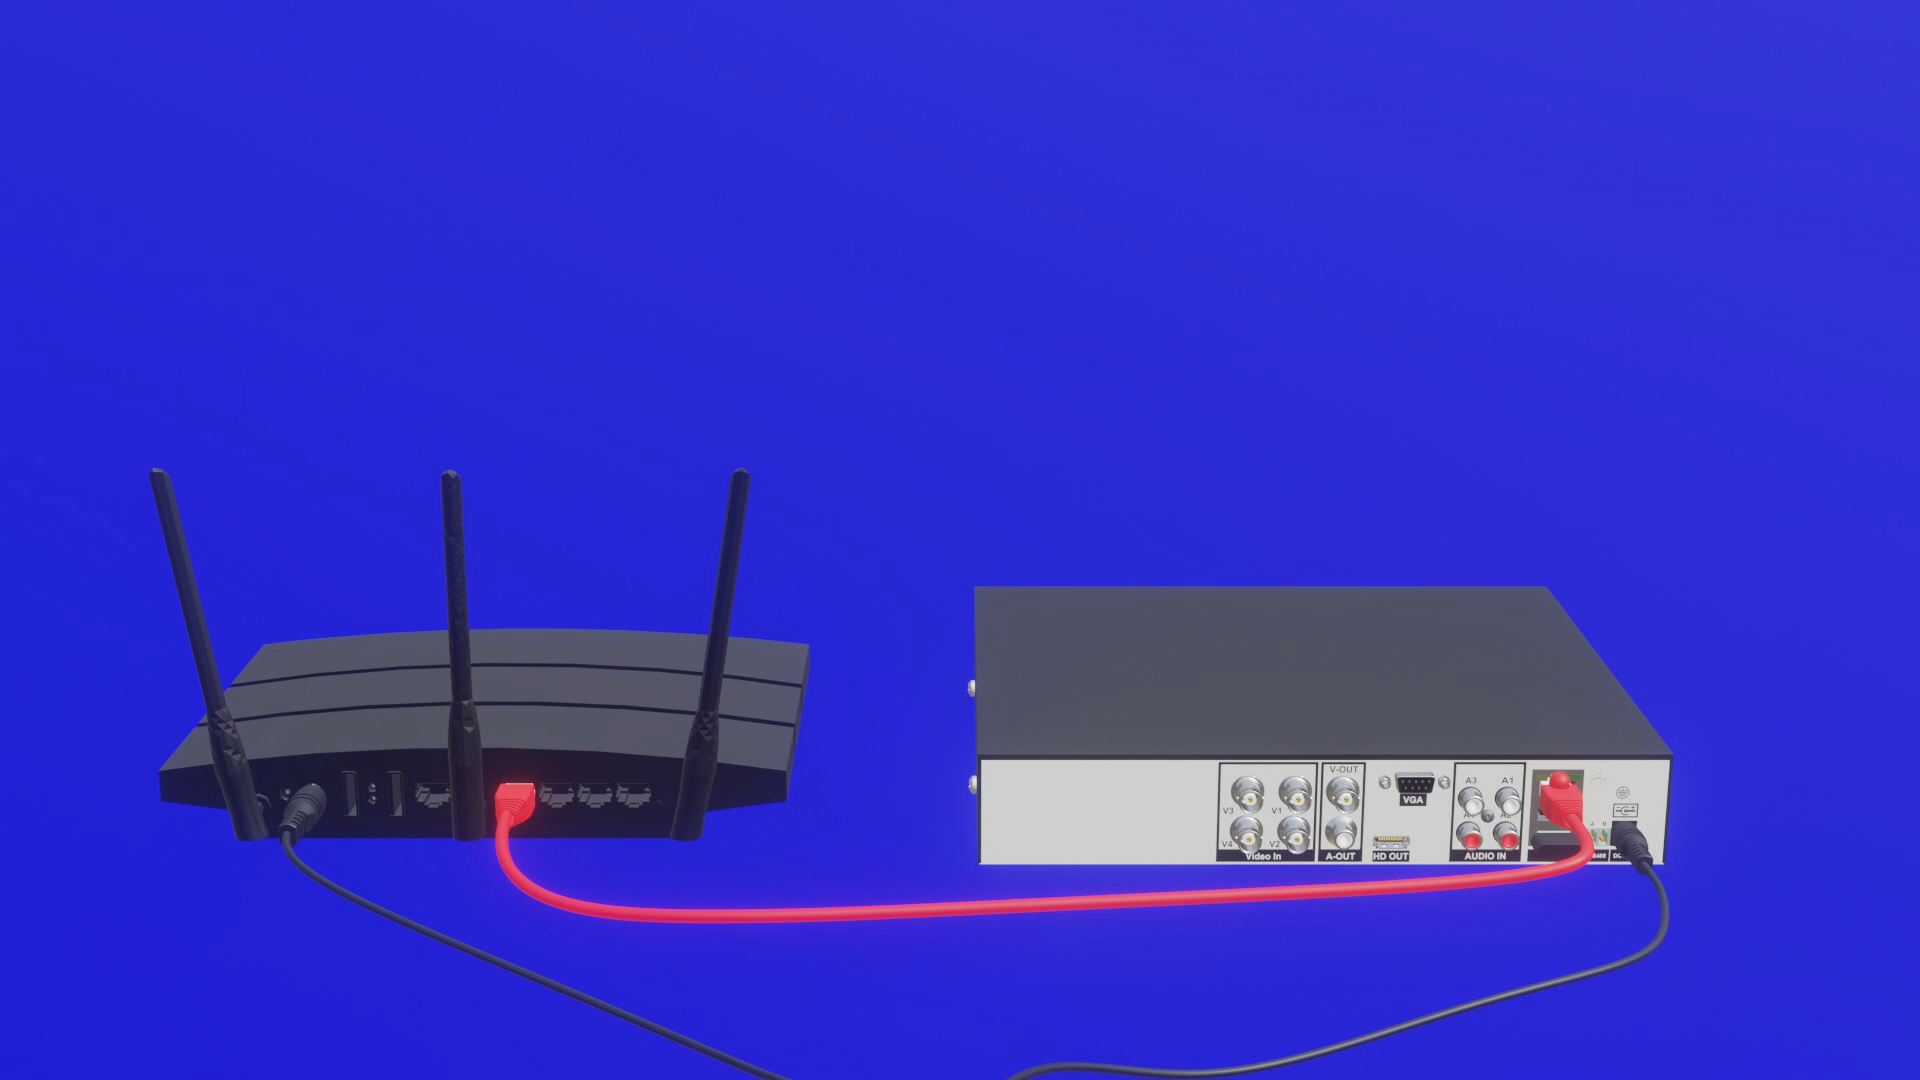 V-OUT
A3
A1
V3
V1
VGA
A B
V4
V2
Video In
A-OUT
HD OUT
AUDIO IN